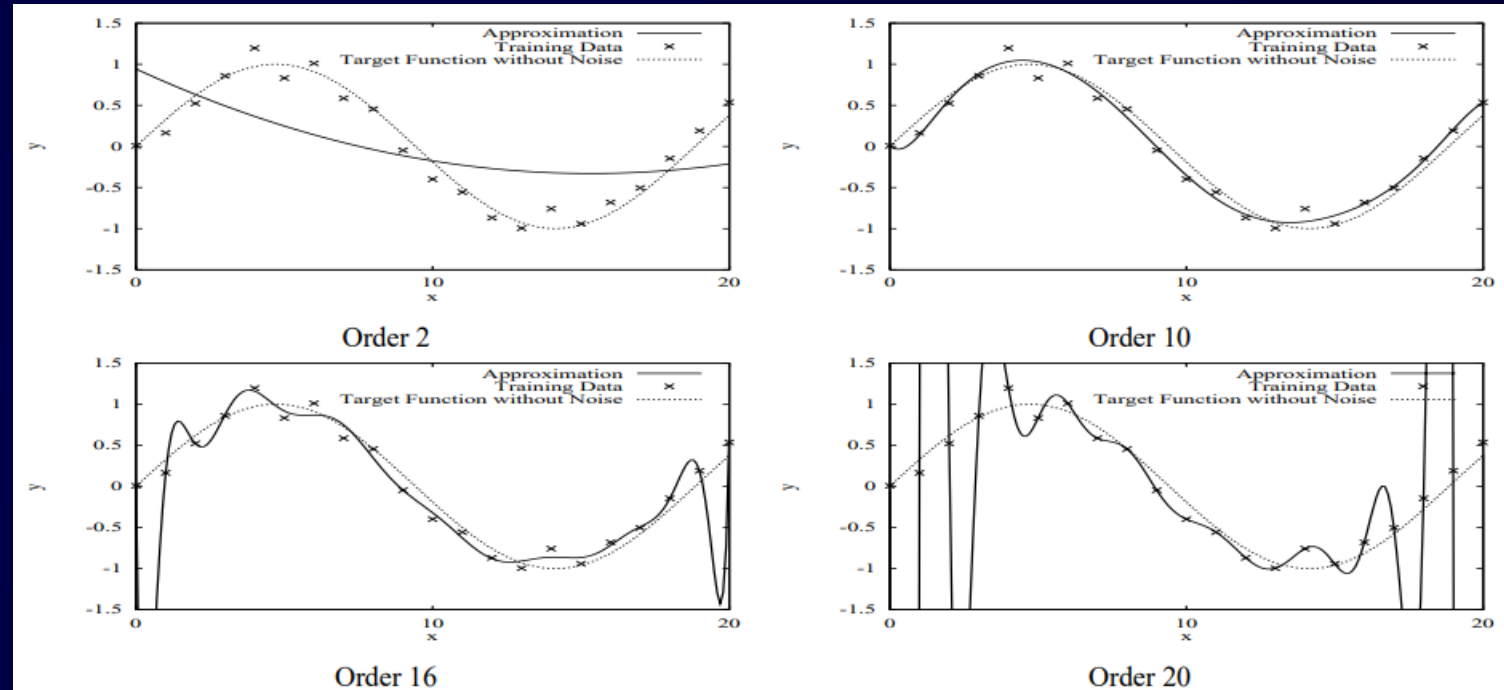 1.5
1
0.5
0
-0.5
-1
-1.5
y
0
10
20
x
Approximation
Training Data
Target Function without Noise
Order 2
1.5
1
0.5
0
-0.5
-1
-1.5
y
0
10
20
x
Approximation
Training Data
Target Function without Noise
Order 10
1.5
1
0.5
0
-0.5
-1
-1.5
y
0
10
20
x
Approximation
Training Data
Target Function without Noise
Order 16
1.5
1
0.5
0
-0.5
-1
-1.5
y
0
10
20
x
Approximation
Training Data
Target Function without Noise
Order 20